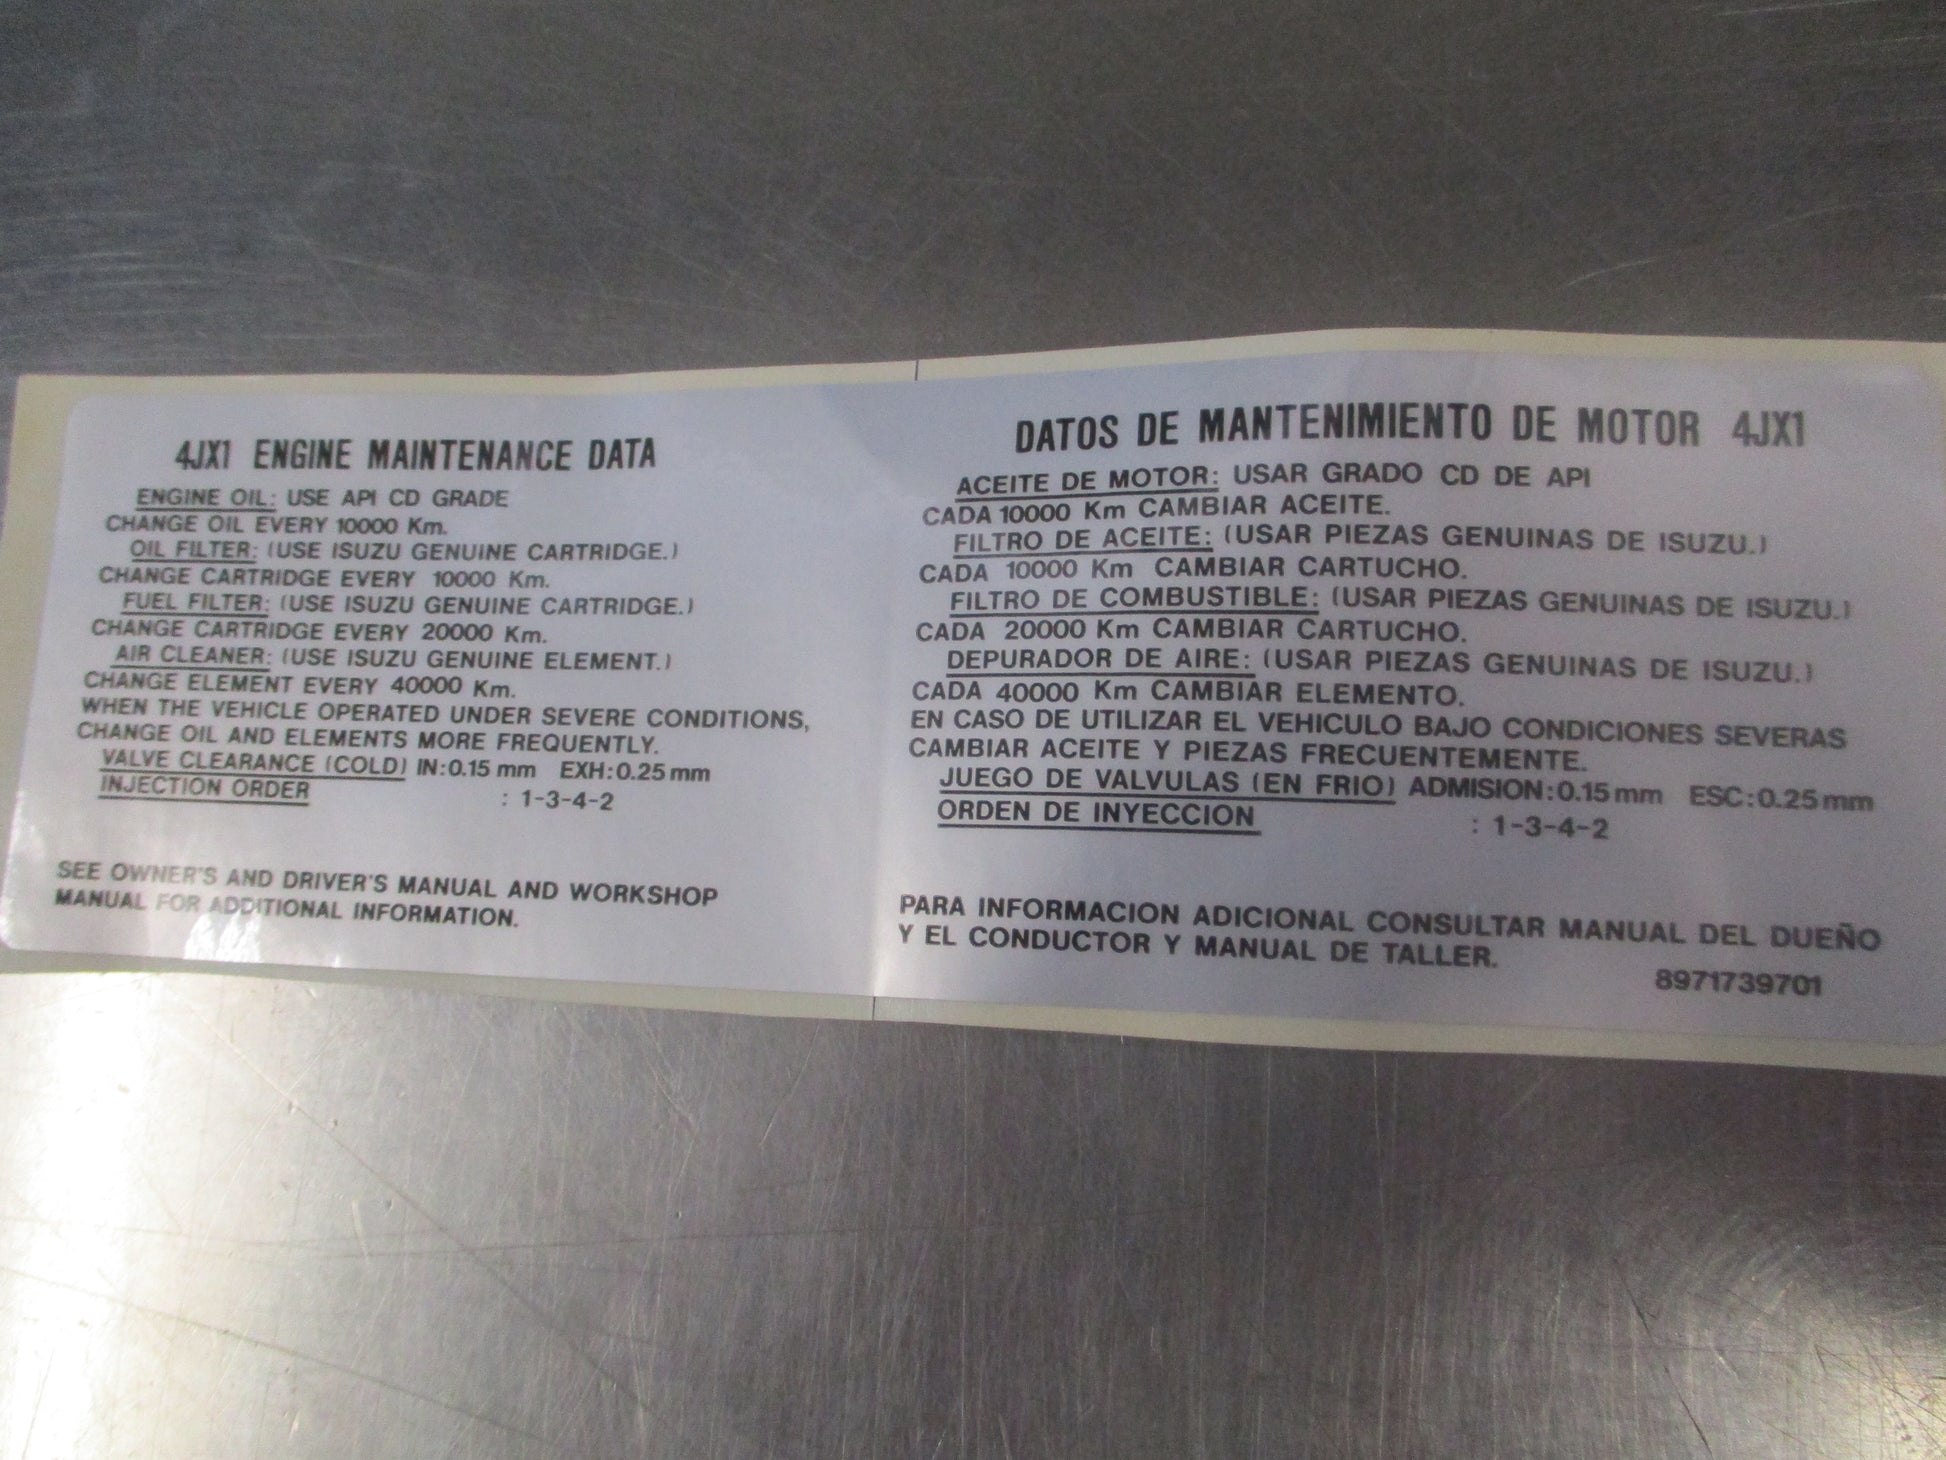 4JX1 ENGINE MAINTENANCE DATA
ENGINE OIL: USE API CD GRADE
CHANGE OIL EVERY 10000 Km.
OIL FILTER: (USE ISUZU GENUINE CARTRIDGE.)
CHANGE CARTRIDGE EVERY 10000 Km.
FUEL FILTER: (USE ISUZU GENUINE CARTRIDGE.)
CHANGE CARTRIDGE EVERY 20000 Km.
AIR CLEANER: (USE ISUZU GENUINE ELEMENT.)
CHANGE ELEMENT EVERY 40000 Km.
WHEN THE VEHICLE OPERATED UNDER SEVERE CONDITIONS,
CHANGE OIL AND ELEMENTS MORE FREQUENTLY.
VALVE CLEARANCE (COLD) IN:0.15 mm EXH:0.25 mm
INJECTION ORDER : 1-3-4-2
SEE OWNER'S AND DRIVER'S MANUAL AND WORKSHOP
MANUAL FOR ADDITIONAL INFORMATION.
DATOS DE MANTENIMIENTO DE MOTOR 4JX1
ACEITE DE MOTOR: USAR GRADO CD DE API
CADA 10000 Km CAMBIAR ACEITE.
FILTRO DE ACEITE: (USAR PIEZAS GENUINAS DE ISUZU.)
CADA 10000 Km CAMBIAR CARTUCHO.
FILTRO DE COMBUSTIBLE: (USAR PIEZAS GENUINAS DE ISUZU.)
CADA 20000 Km CAMBIAR CARTUCHO.
DEPURADOR DE AIRE: (USAR PIEZAS GENUINAS DE ISUZU.)
CADA 40000 Km CAMBIAR ELEMENTO.
EN CASO DE UTILIZAR EL VEHICULO BAJO CONDICIONES SEVERAS
CAMBIAR ACEITE Y PIEZAS FRECUENTEMENTE.
JUEGO DE VALVULAS (EN FRIO) ADMISION:0.15 mm ESC:0.25 mm
ORDEN DE INYECCION : 1-3-4-2
PARA INFORMACION ADICIONAL CONSULTAR MANUAL DEL DUEÑO
Y EL CONDUCTOR Y MANUAL DE TALLER.
8971739701